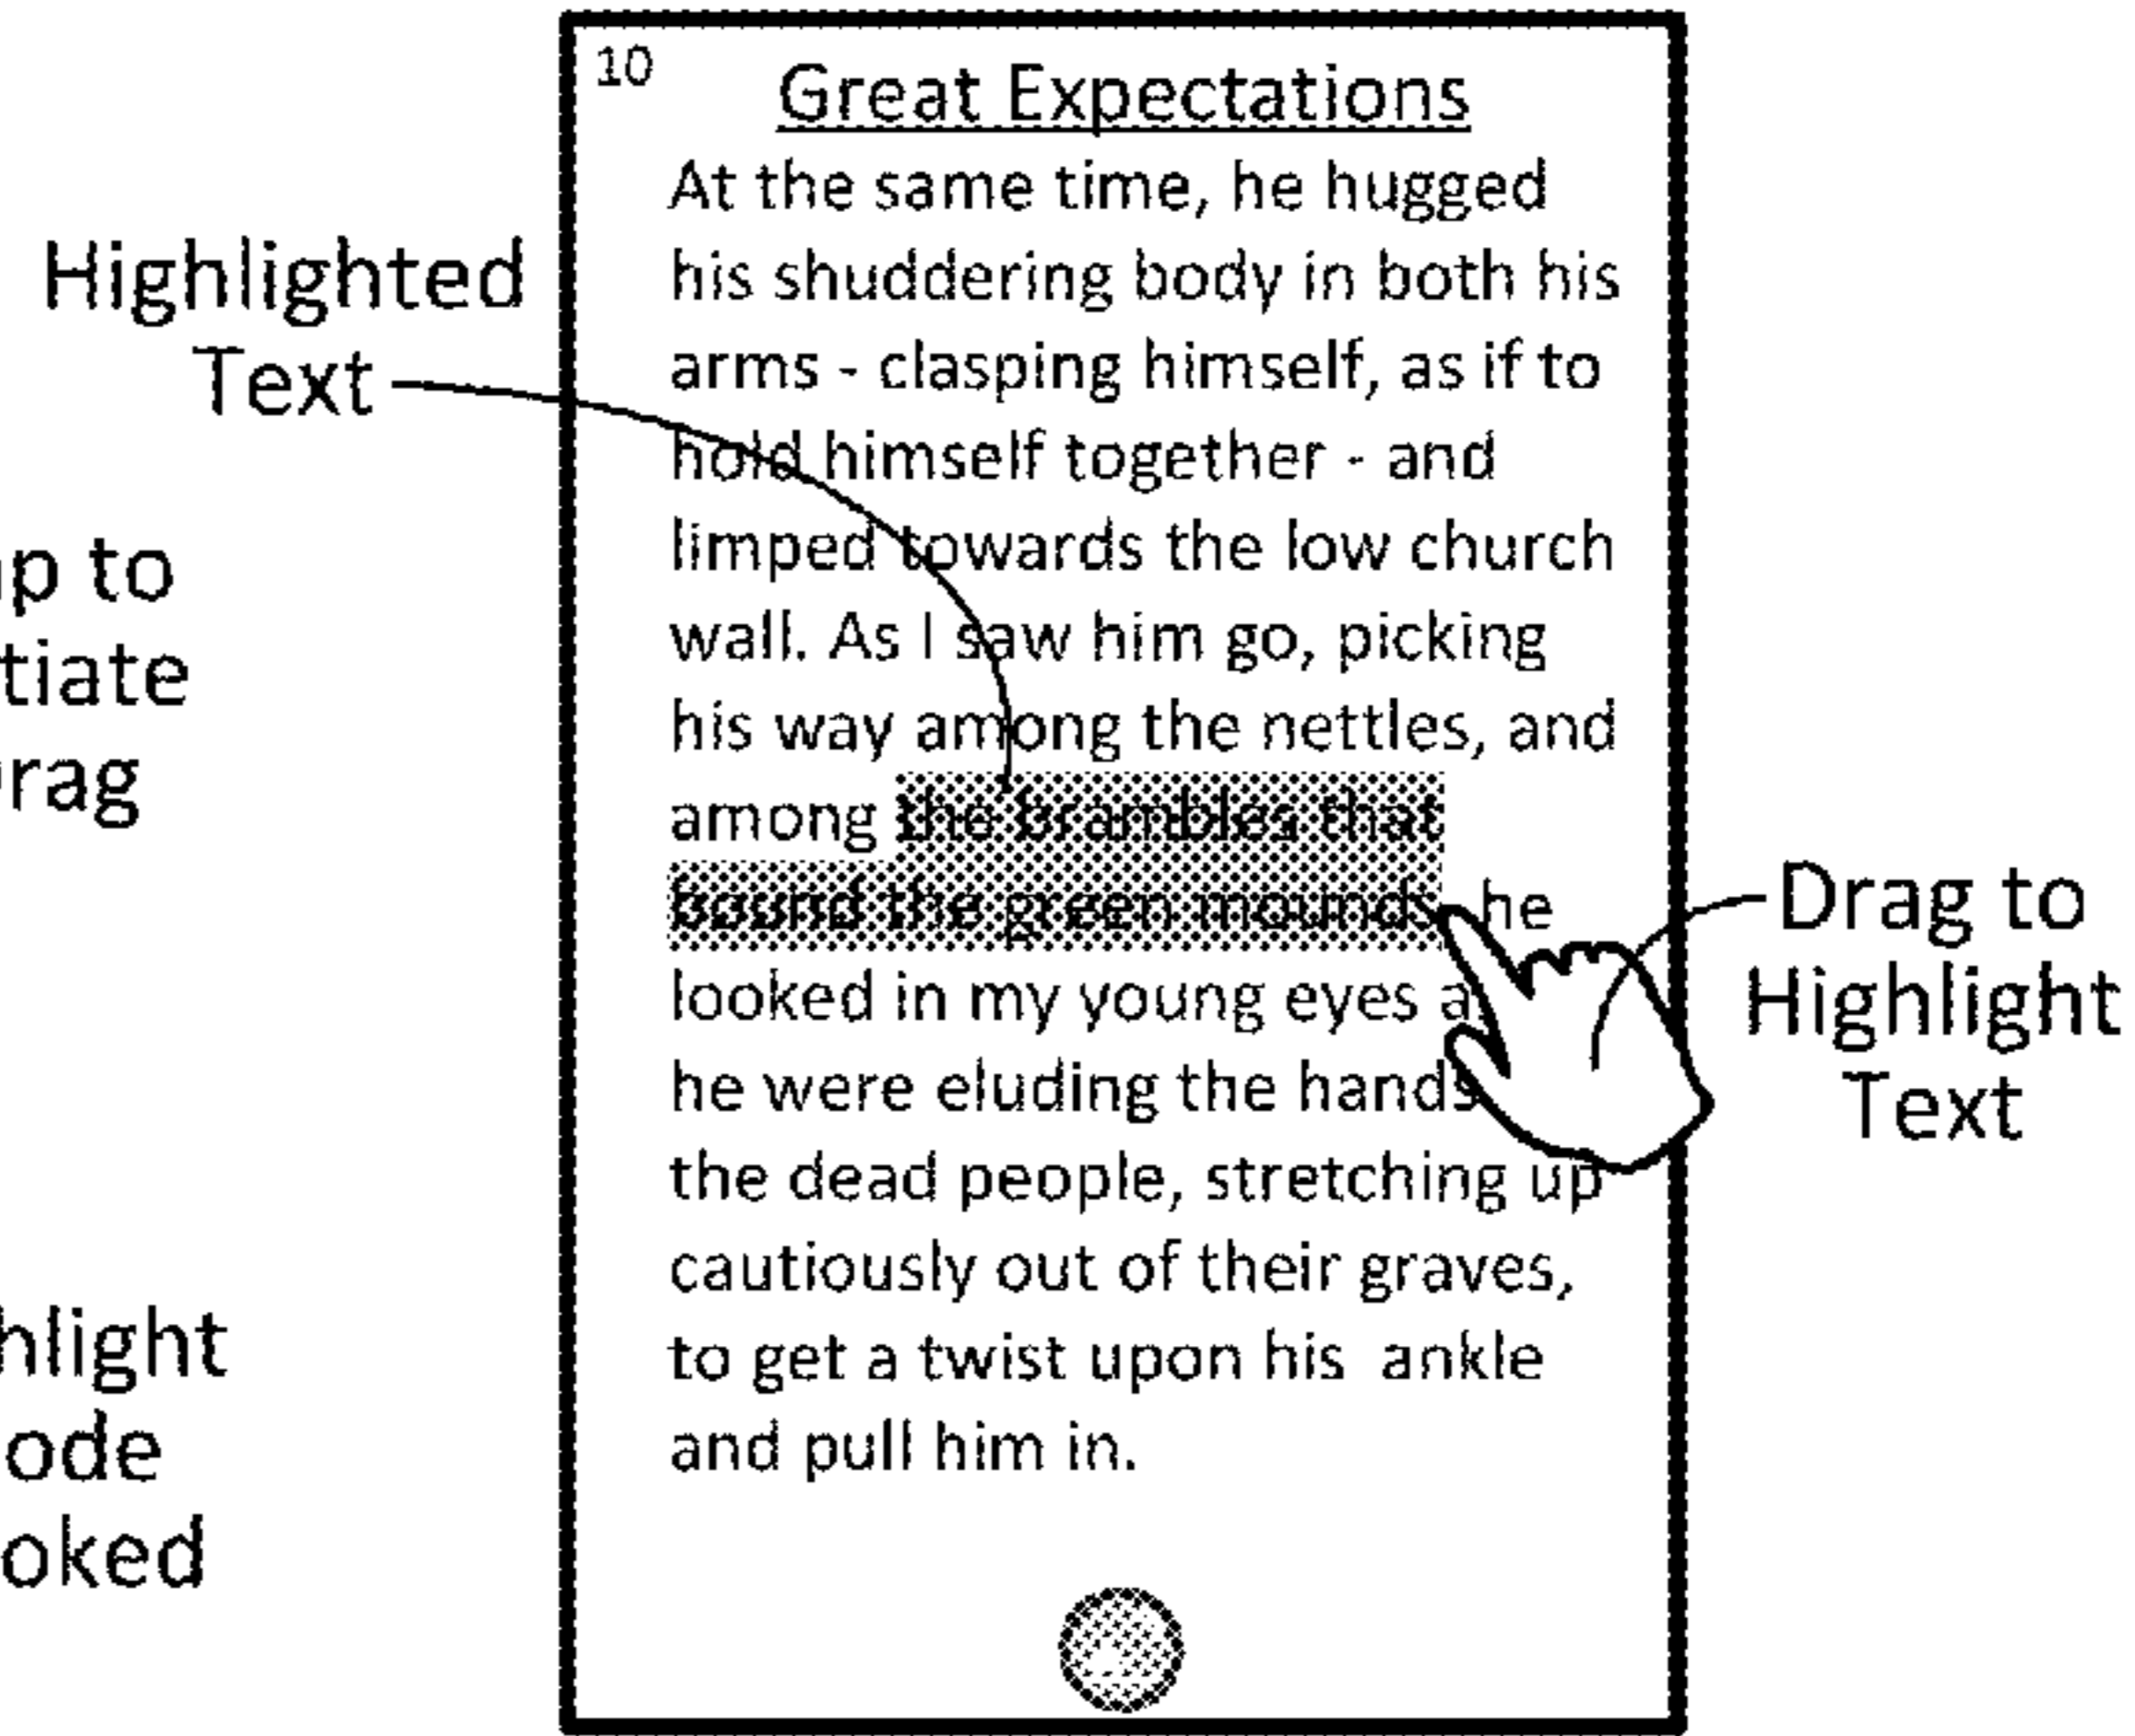 10
Great Expectations
At the same time, he hugged
his shuddering body in both his
arms - clasping himself, as if to
hold himself together - and
limped towards the low church
wall. As I saw him go, picking
his way among the nettles, and
among the brambles that
bound the green mounds he
looked in my young eyes
he were eluding the hands
the dead people, stretching up
cautiously out of their graves,
to get a twist upon his ankle
and pull him in.
Highlighted
Text
p to
tiate
rag
hlight
ode
oked
Drag to
Highlight
Text